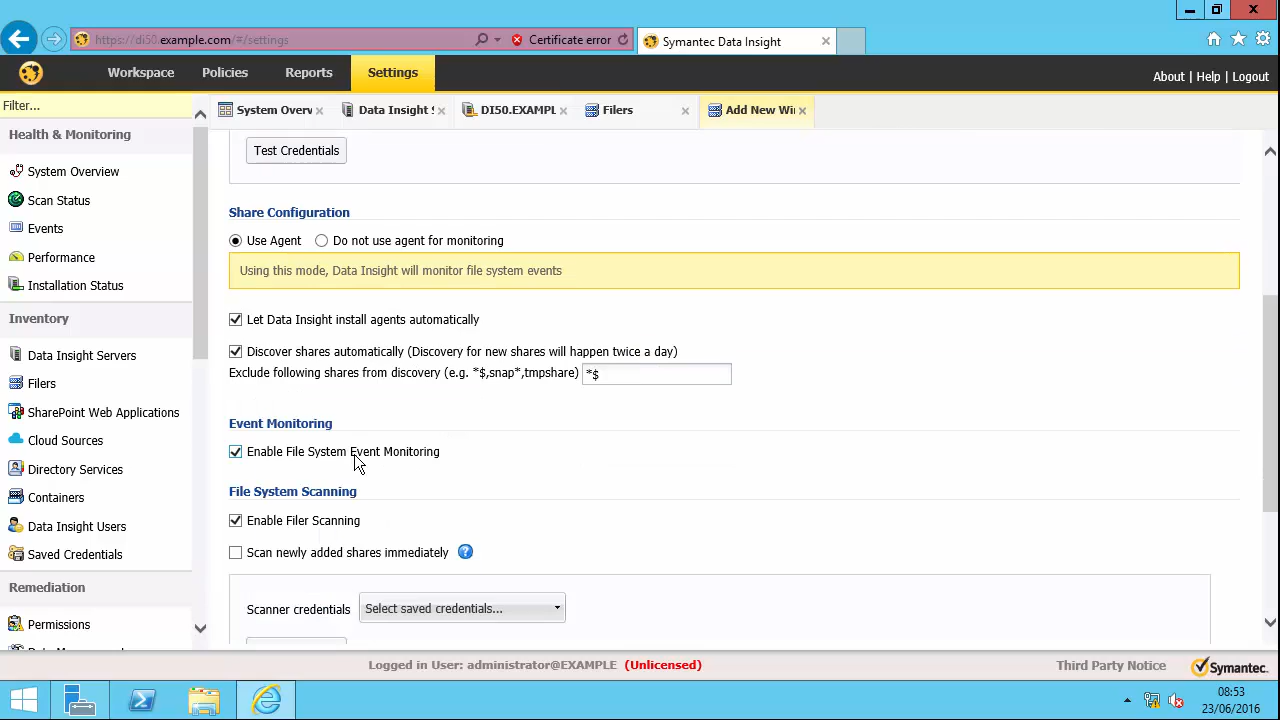 https://di50.example.com/#/settings
Certificate error
Symantec Data Insight
Workspace
Policies
Reports
Settings
About | Help | Logout
Filter...
System Overv
Data Insight S
DI50.EXAMPL
Filers
Add New Wi
Health & Monitoring
System Overview
Scan Status
Events
Performance
Installation Status
Inventory
Data Insight Servers
Filers
SharePoint Web Applications
Cloud Sources
Directory Services
Containers
Data Insight Users
Saved Credentials
Remediation
Permissions
Test Credentials
Share Configuration
Use Agent
Do not use agent for monitoring
Using this mode, Data Insight will monitor file system events
Let Data Insight install agents automatically
Discover shares automatically (Discovery for new shares will happen twice a day)
Exclude following shares from discovery (e.g. *$,snap*,tmpshare) *$
Event Monitoring
Enable File System Event Monitoring
File System Scanning
Enable Filer Scanning
Scan newly added shares immediately
Scanner credentials
Select saved credentials...
Logged in User: administrator@EXAMPLE (Unlicensed)
Third Party Notice
Symantec.
08:53
23/06/2016